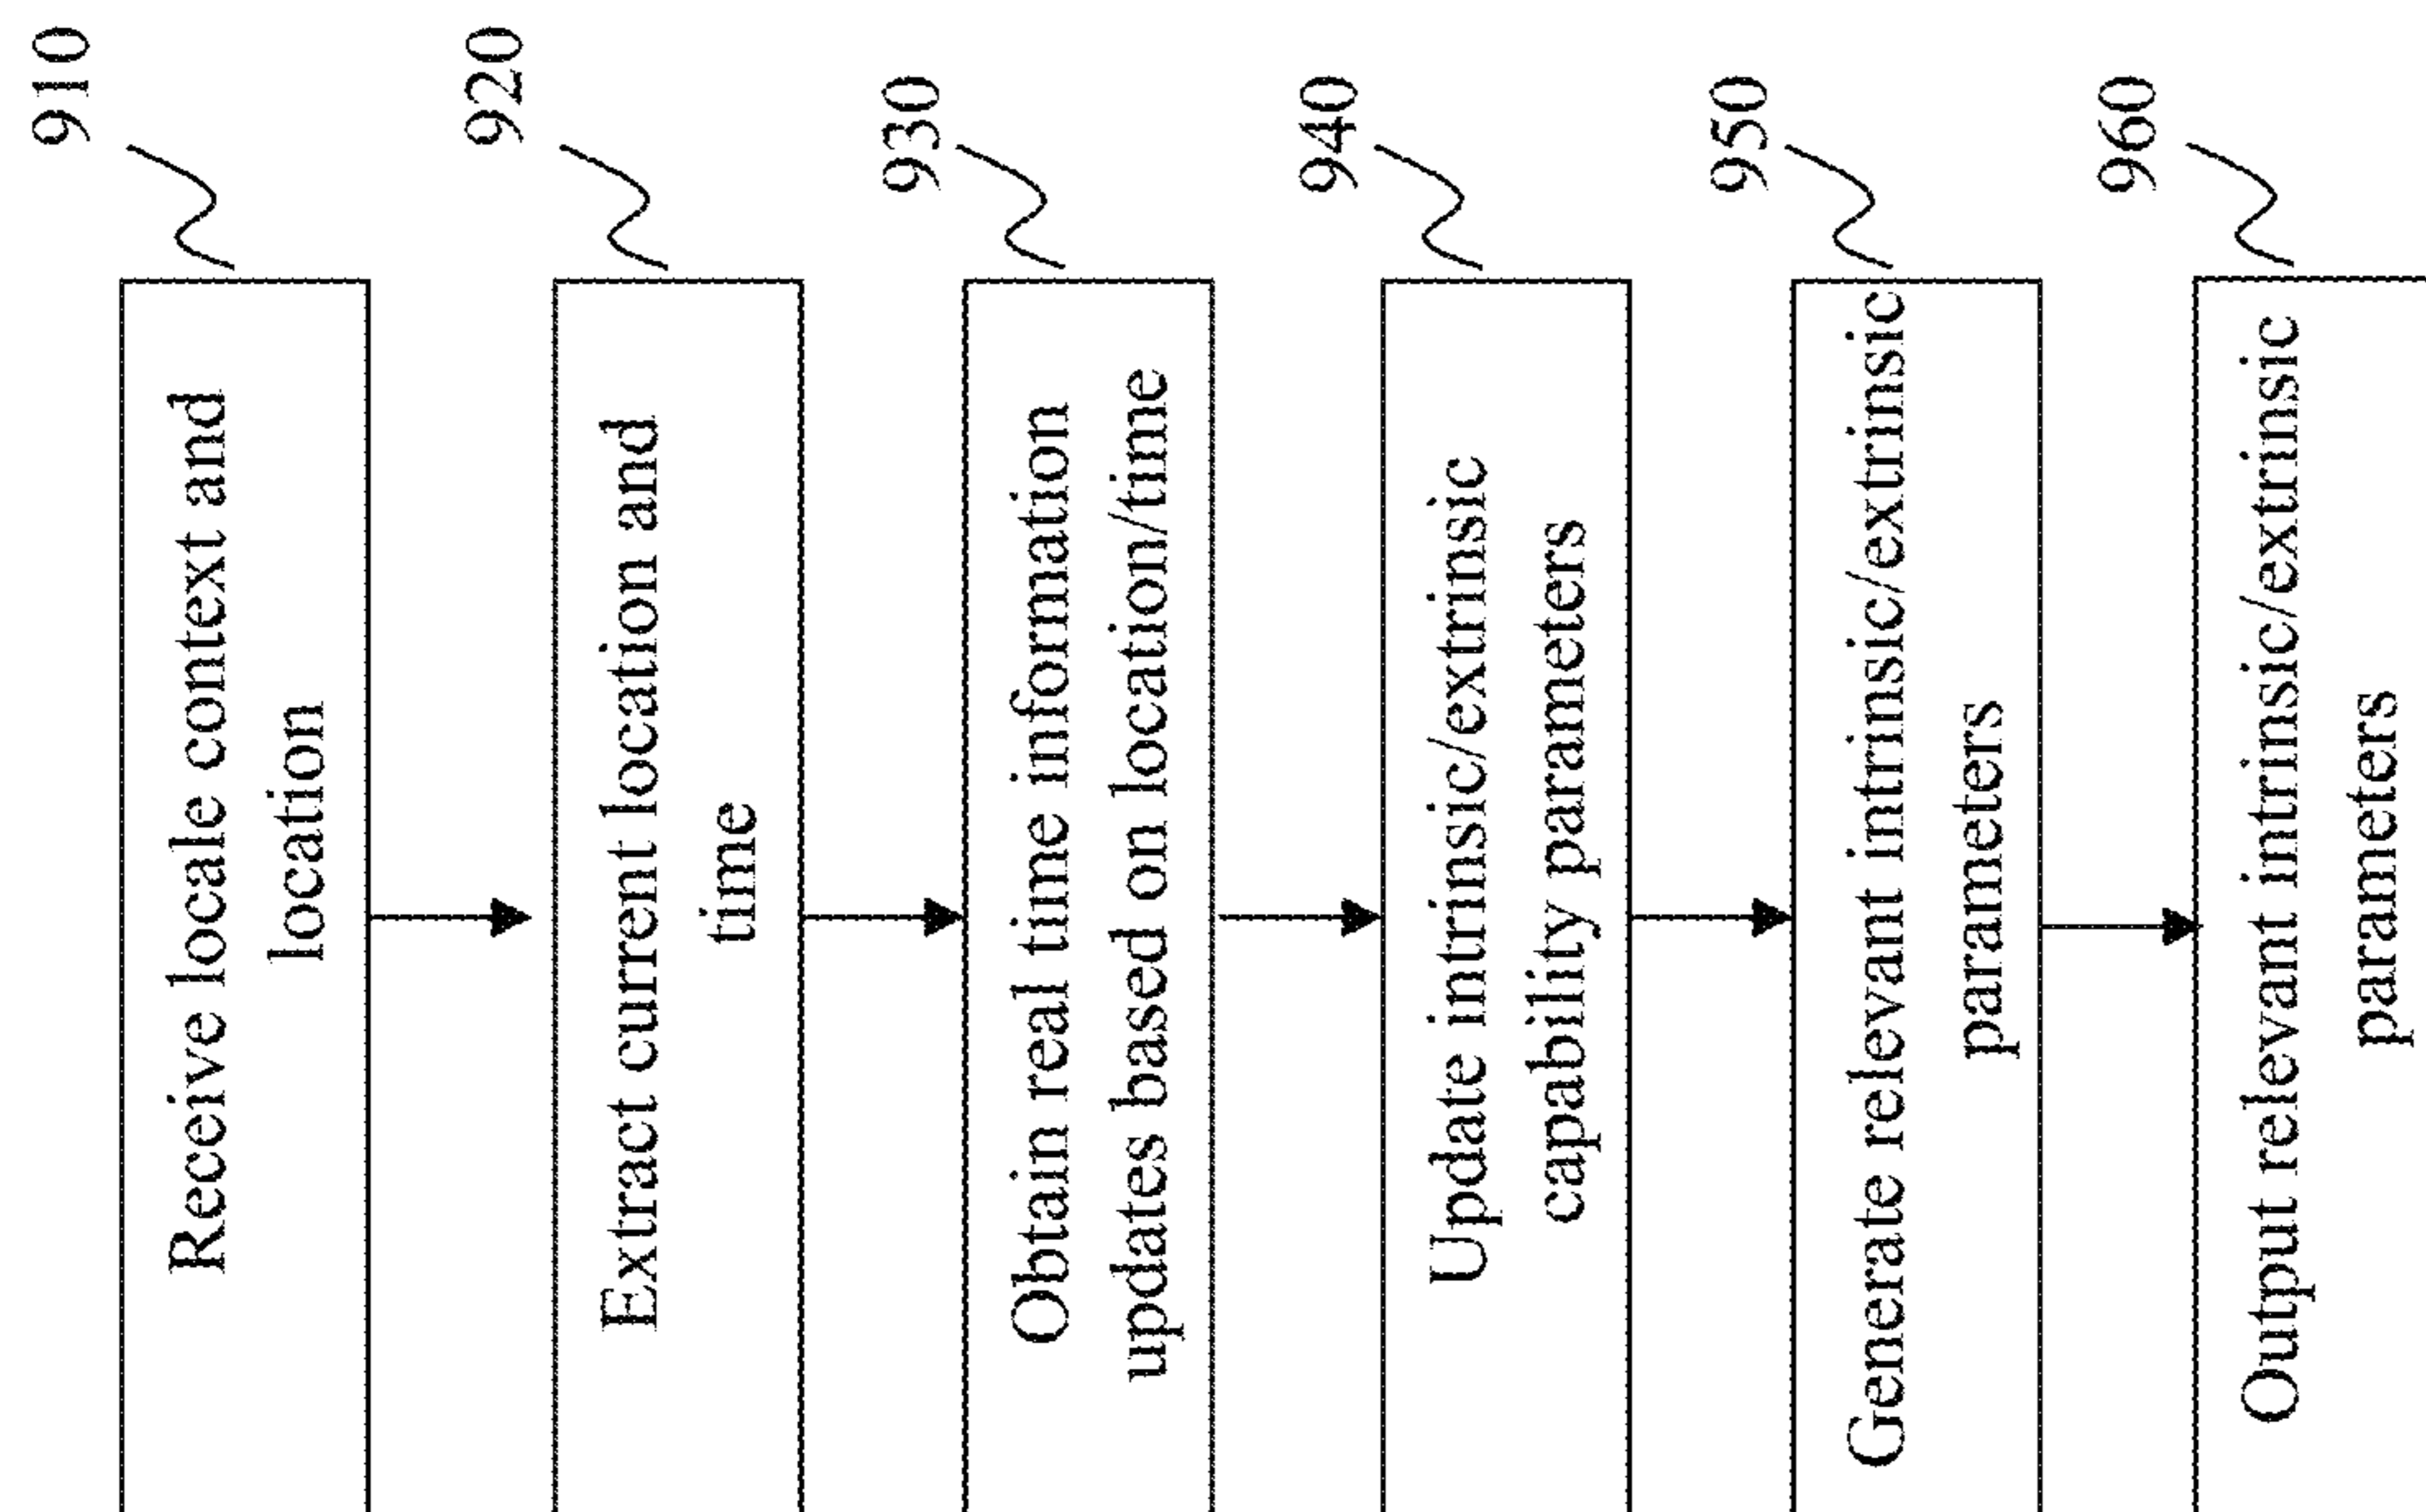 910
Receive locale context and
location
920
Extract current location and
time
930
Obtain real time information
updates based on location/time
940
Update intrinsic/extrinsic
capability parameters
950
Generate relevant intrinsic/extrinsic
parameters
960
Output relevant intrinsic/extrinsic
parameters